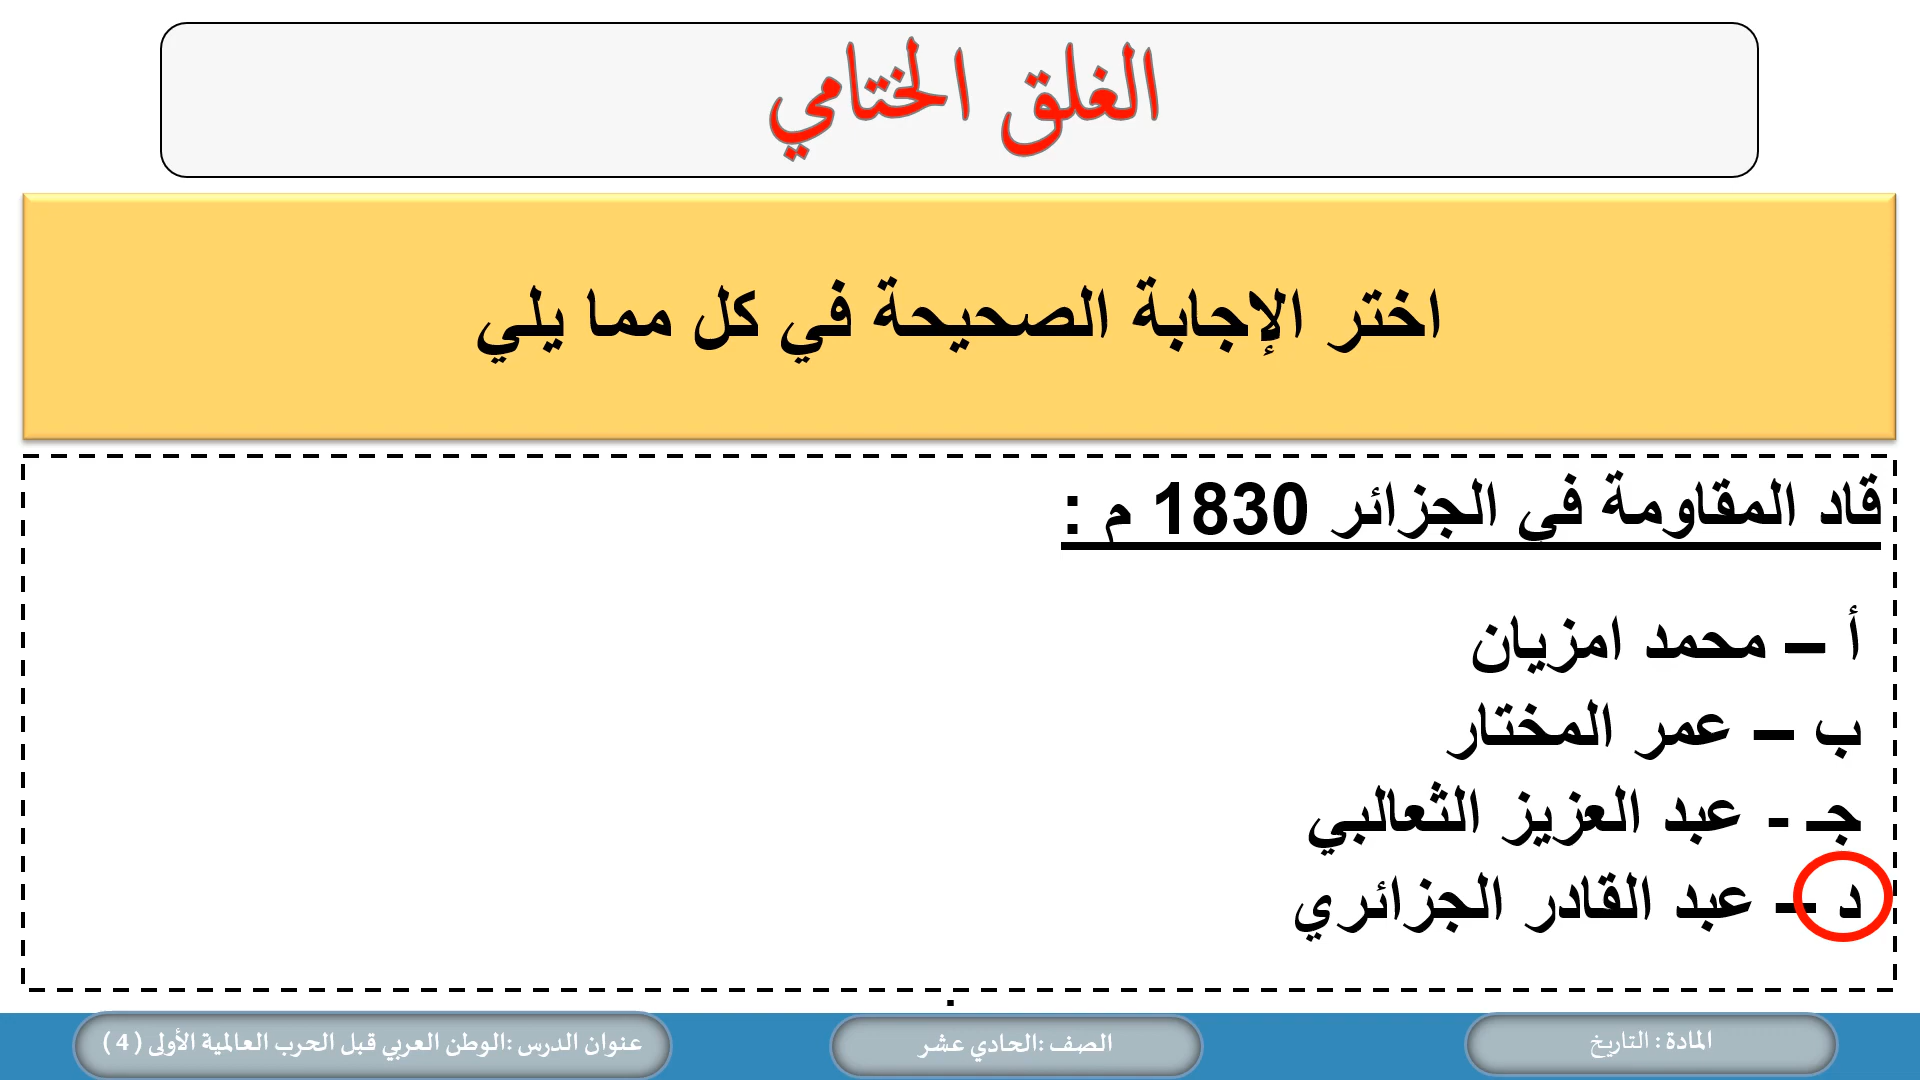 الغلق الختامي
اختر الإجابة الصحيحة في كل مما يلي
قاد المقاومة في الجزائر 1830 م :
أ – محمد امزيان
ب – عمر المختار
جـ - عبد العزيز الثعالبي
د – عبد القادر الجزائري
.
المادة : التاريخ
الصف :الحادي عشر
عنوان الدرس :الوطن العربي قبل الحرب العالمية الأولى ( 4 )